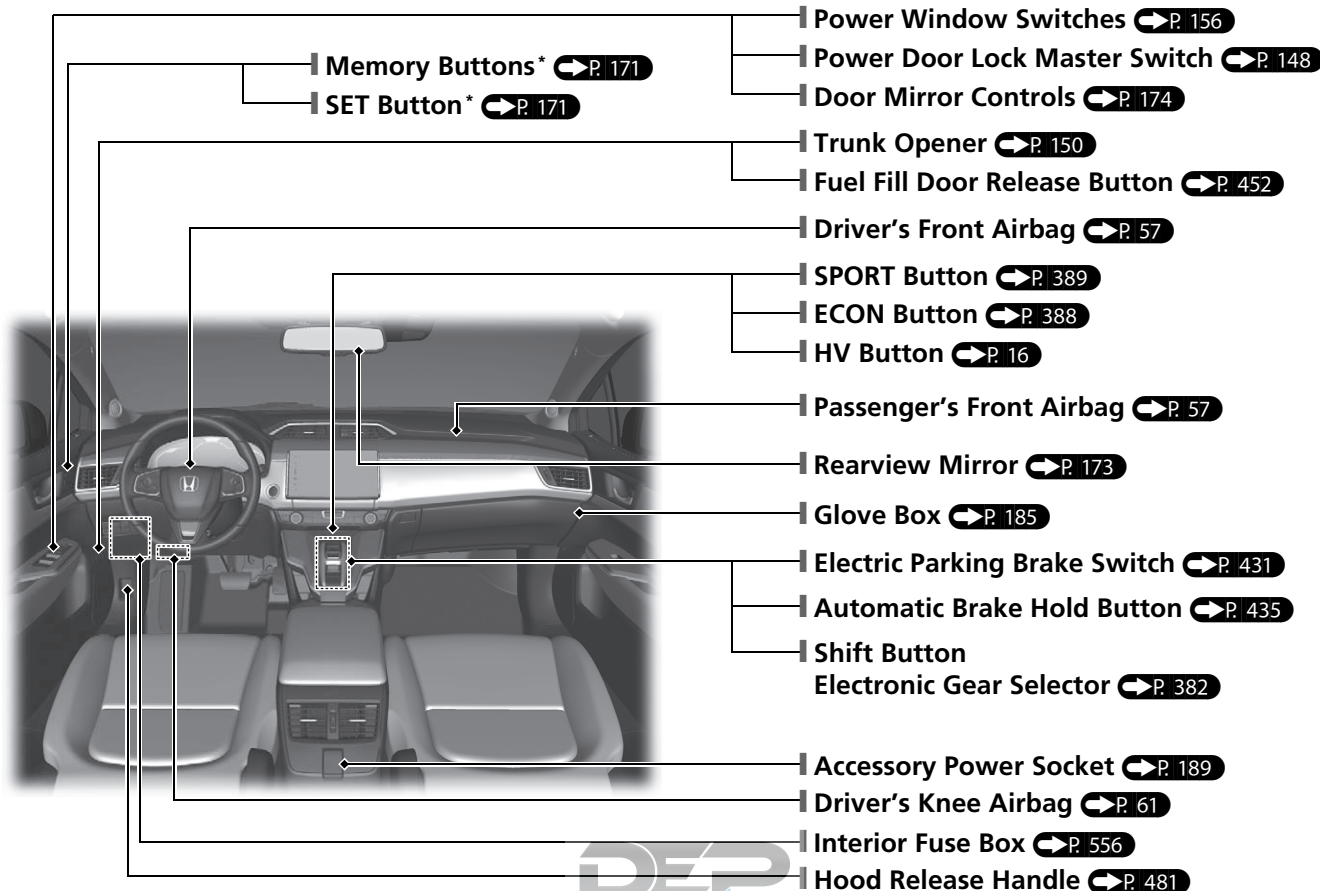 Power Window Switches P. 156
Power Door Lock Master Switch P. 148
Door Mirror Controls P. 174
Memory Buttons* P. 171
SET Button* P. 171
Trunk Opener P. 150
Fuel Fill Door Release Button P. 452
Driver's Front Airbag P. 57
SPORT Button P. 389
ECON Button P. 388
HV Button P. 16
Passenger's Front Airbag P. 57
Rearview Mirror P. 173
Glove Box P. 185
Electric Parking Brake Switch P. 431
Automatic Brake Hold Button P. 435
Shift Button
Electronic Gear Selector P. 382
Accessory Power Socket P. 189
Driver's Knee Airbag P. 61
Interior Fuse Box P. 556
Hood Release Handle P. 481
DEP